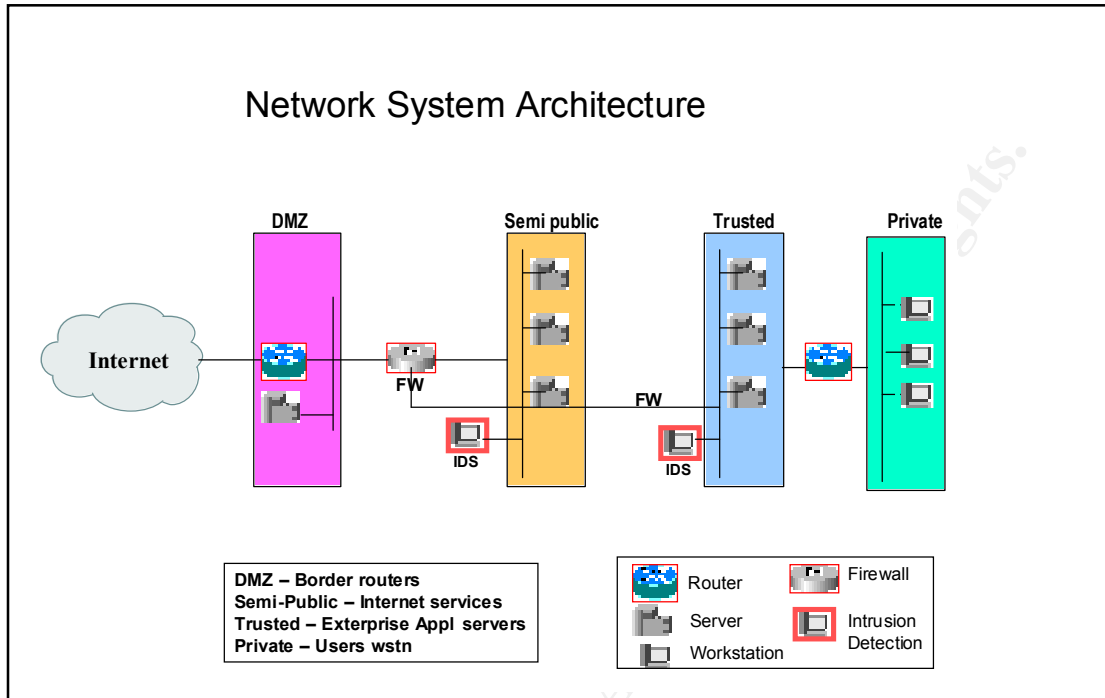 Network System Architecture
DMZ
Semi public
Trusted
Private
Internet
FW
FW
IDS
IDS
DMZ – Border routers
Semi-Public – Internet services
Trusted – Exterprise Appl servers
Private – Users wstn
Router
Firewall
Server
Intrusion
Detection
Workstation